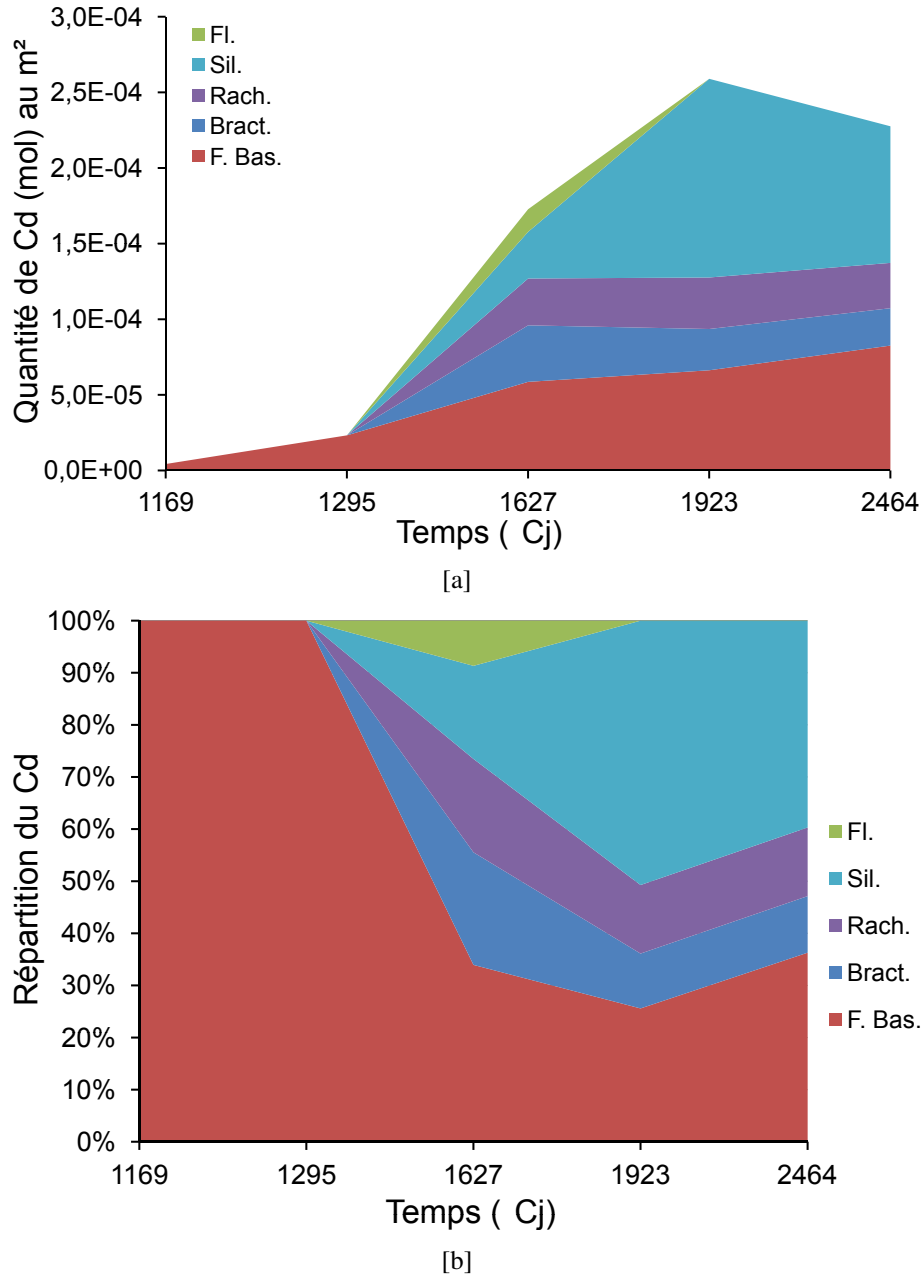 3,0E-04
2,5E-04
2,0E-04
1,5E-04
1,0E-04
5,0E-05
0,0E+00
Quantité de Cd (mol) au m²
Fl.
Sil.
Rach.
Bract.
F. Bas.
1169 1295 1627 1923 2464
Temps ( Cj)
[a]
100%
90%
80%
70%
60%
50%
40%
30%
20%
10%
0%
Répartition du Cd
Fl.
Sil.
Rach.
Bract.
F. Bas.
1169 1295 1627 1923 2464
Temps ( Cj)
[b]